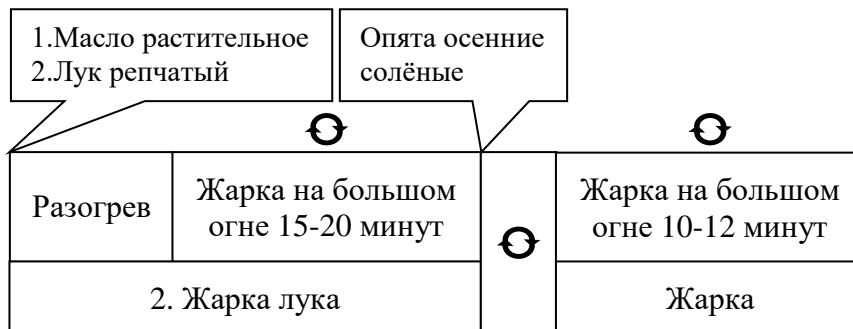 1.Масло растительное
2.Лук репчатый
Опята осенние
солёные
Разогрев
Жарка на большом
огне 15-20 минут
Жарка на большом
огне 10-12 минут
2. Жарка лука
Жарка